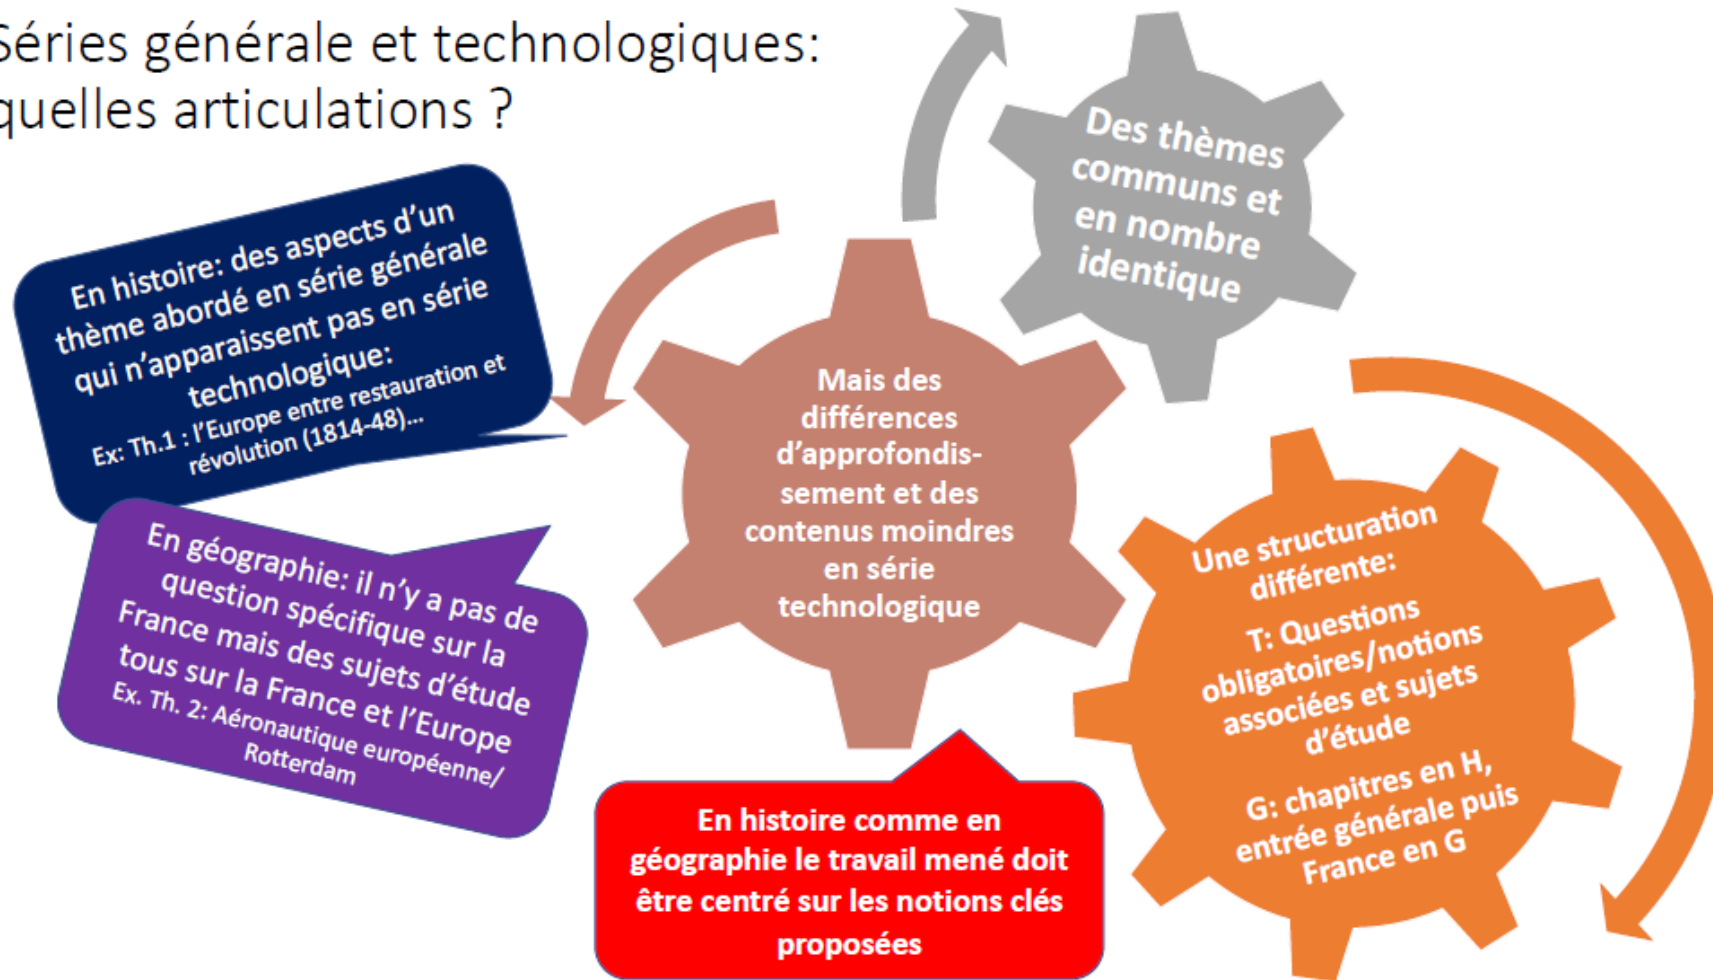 Séries générale et technologiques:
quelles articulations ?
Des thèmes
communs et
en nombre
identique
En histoire: des aspects d'un
thème abordé en série générale
qui n'apparaissent pas en série
technologique:
Ex: Th.1 : l'Europe entre restauration et
révolution (1814-48)...
Mais des
différences
d'approfondis-
sement et des
contenus moindres
en série
technologique
En géographie: il n'y a pas de
question spécifique sur la
France mais des sujets d'étude
tous sur la France et l'Europe
Ex. Th. 2: Aéronautique européenne/
Rotterdam
Une structuration
différente:
T: Questions
obligatoires/notions
associées et sujets
d'étude
G: chapitres en H,
entrée générale puis
France en G
En histoire comme en
géographie le travail mené doit
être centré sur les notions clés
proposées